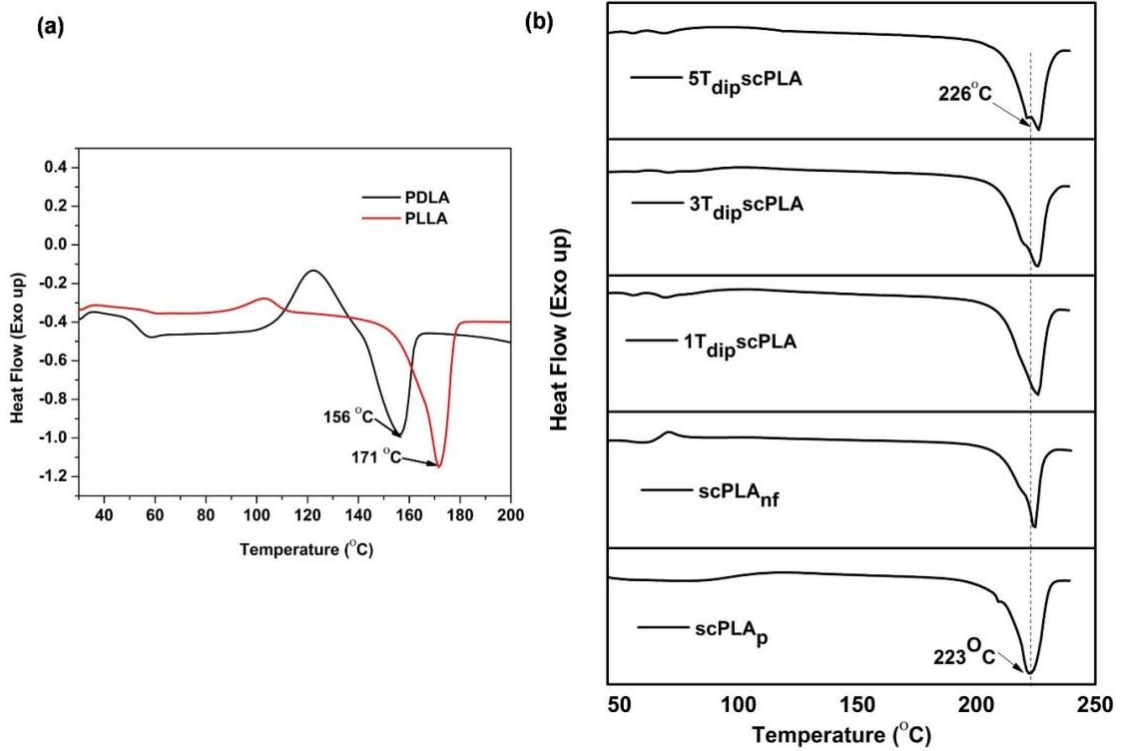 (a)
0.4
0.2
0.0
-0.2
-0.4
-0.6
-0.8
-1.0
-1.2
Heat Flow (Exo up)
PDLA
PLLA
156 °C
171 °C
40 60 80 100 120 140 160 180 200
Temperature (°C)
(b)
Heat Flow (Exo up)
5TdipscPLA
226°C
3TdipscPLA
1TdipscPLA
scPLAnf
scPLAp
223°C
50 100 150 200 250
Temperature (°C)